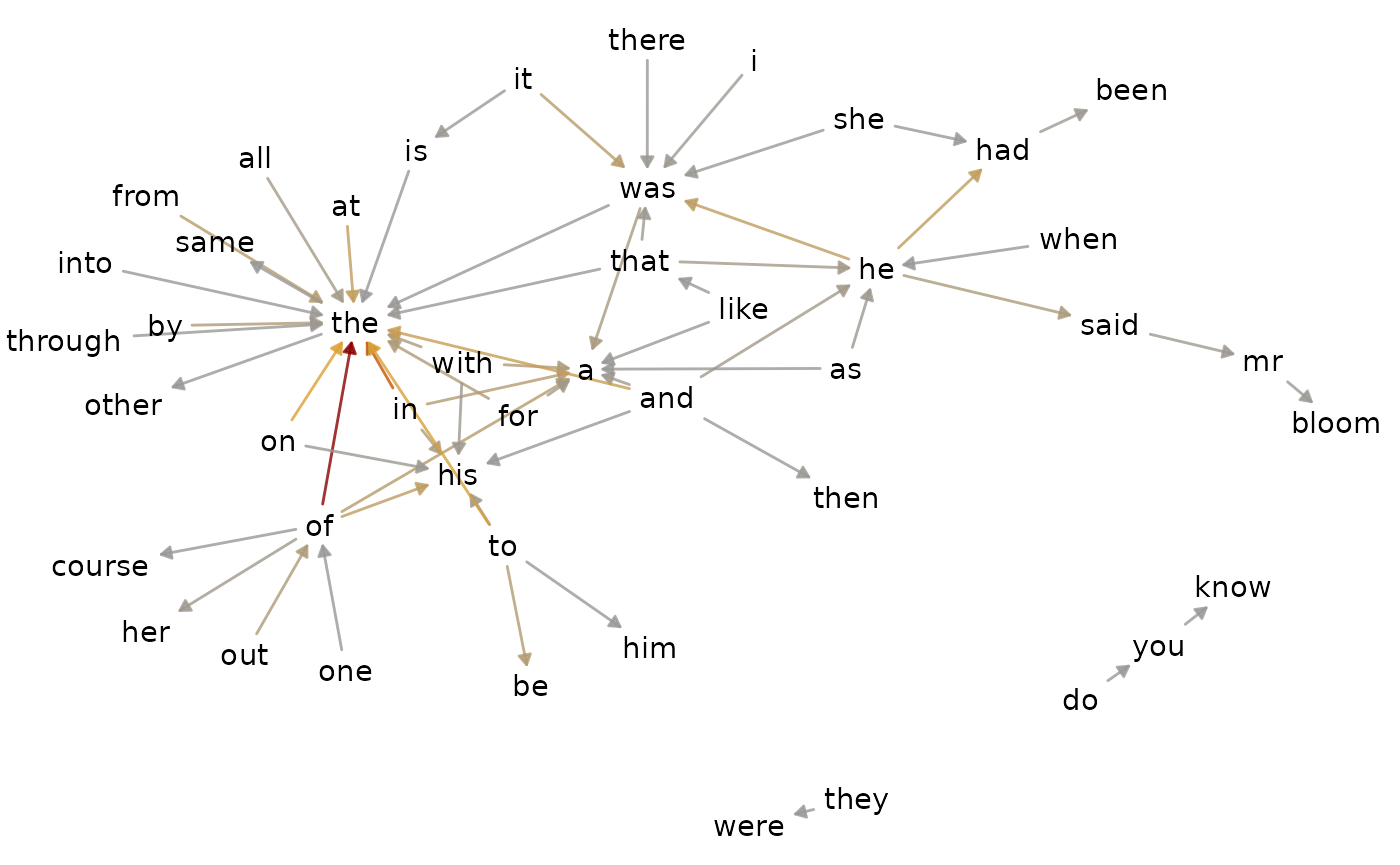 there
i
it
been
she
had
is
all
at
was
from
same
when
that
into
he
like
the
said
by
through
with
mr
a
as
and
other
in
for
bloom
on
his
then
of
to
course
know
her
you
him
out
one
be
do
they
were